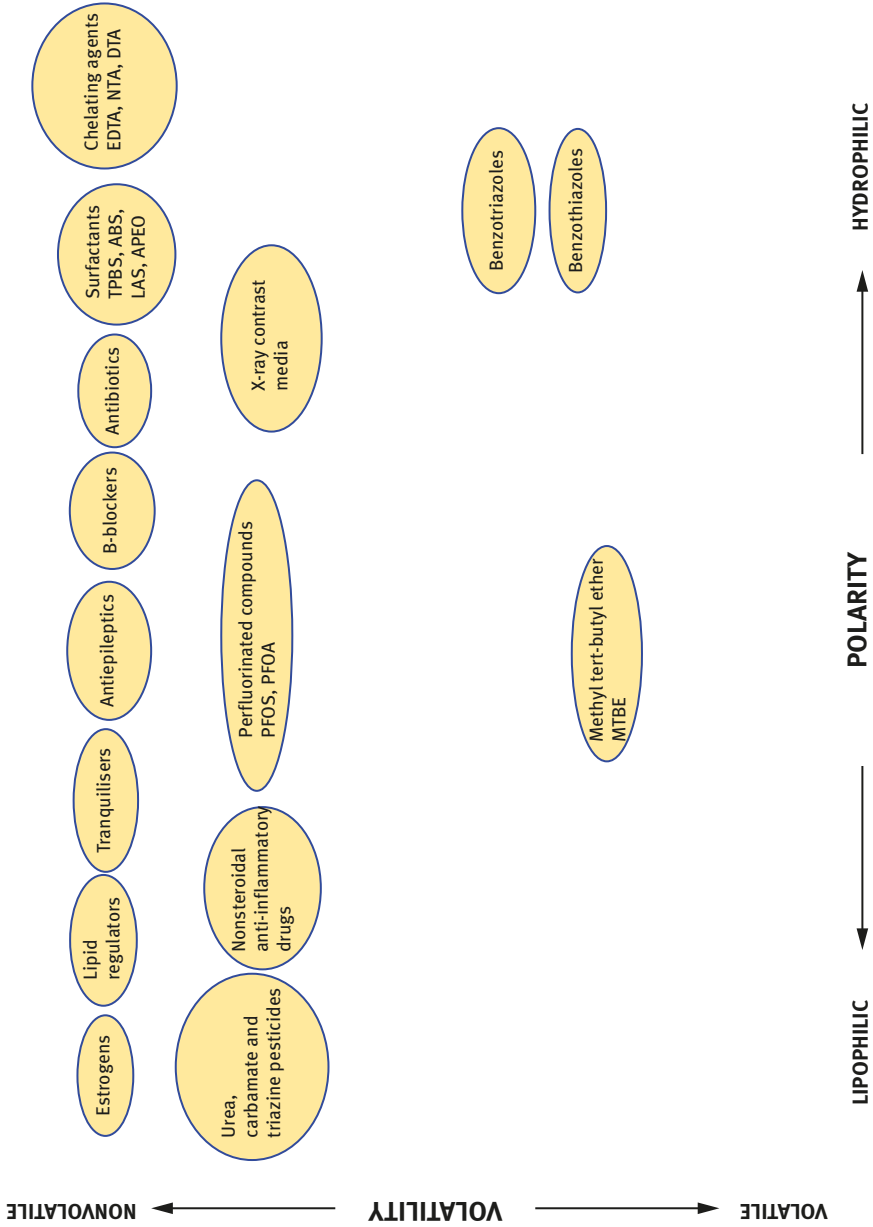 NONVOLATILE
VOLATILITY
VOLATILE
Estrogens
Lipid
regulators
Tranquilisers
Antiepileptics
B-blockers
Antibiotics
Surfactants
TPBS, ABS,
LAS, APEO
Chelating agents
EDTA, NTA, DTA
Urea,
carbamate and
triazine pesticides
Nonsteroidal
anti-inflammatory
drugs
Perfluorinated compounds
PFOS, PFOA
X-ray contrast
media
Benzotriazoles
Benzothiazoles
Methyl tert-butyl ether
MTBE
LIPOPHILIC
POLARITY
HYDROPHILIC